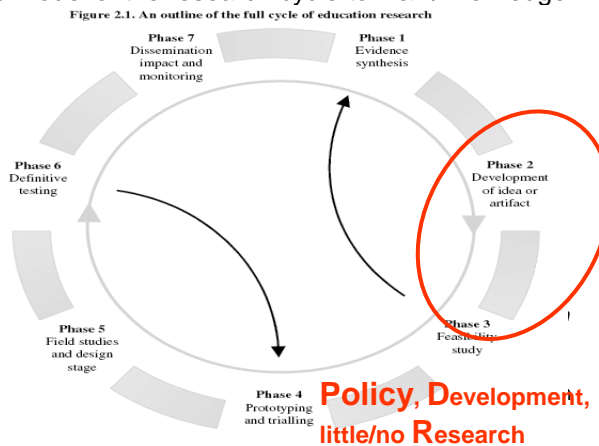 Figure 2.1. An outline of the full cycle of education research
Phase 7
Dissemination
impact and
monitoring
Phase 1
Evidence
synthesis
Phase 2
Development
of idea or
artifact
Phase 6
Definitive
testing
Phase 3
Feasibility
study
Phase 5
Field studies
and design
stage
Phase 4
Prototyping
and trialling
Policy, Development,
little/no Research